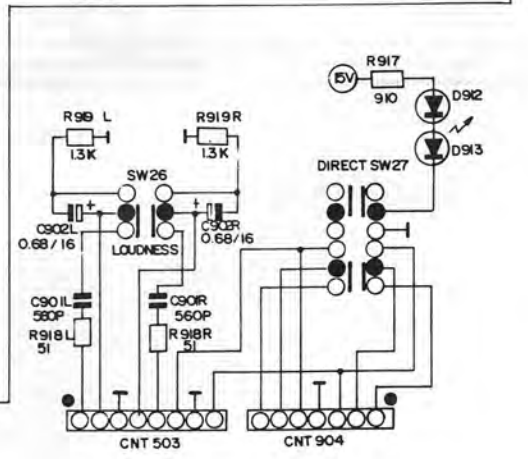 R917
15V
910
D912
D913
R919 L
1.3K
R919R
1.3K
SW26
DIRECT SW27
+
+
C902L
0.68/16
C902R
0.68/16
LOUDNESS
C901L
560P
C901R
560P
R918L
51
R918R
51
CNT 503
CNT 904